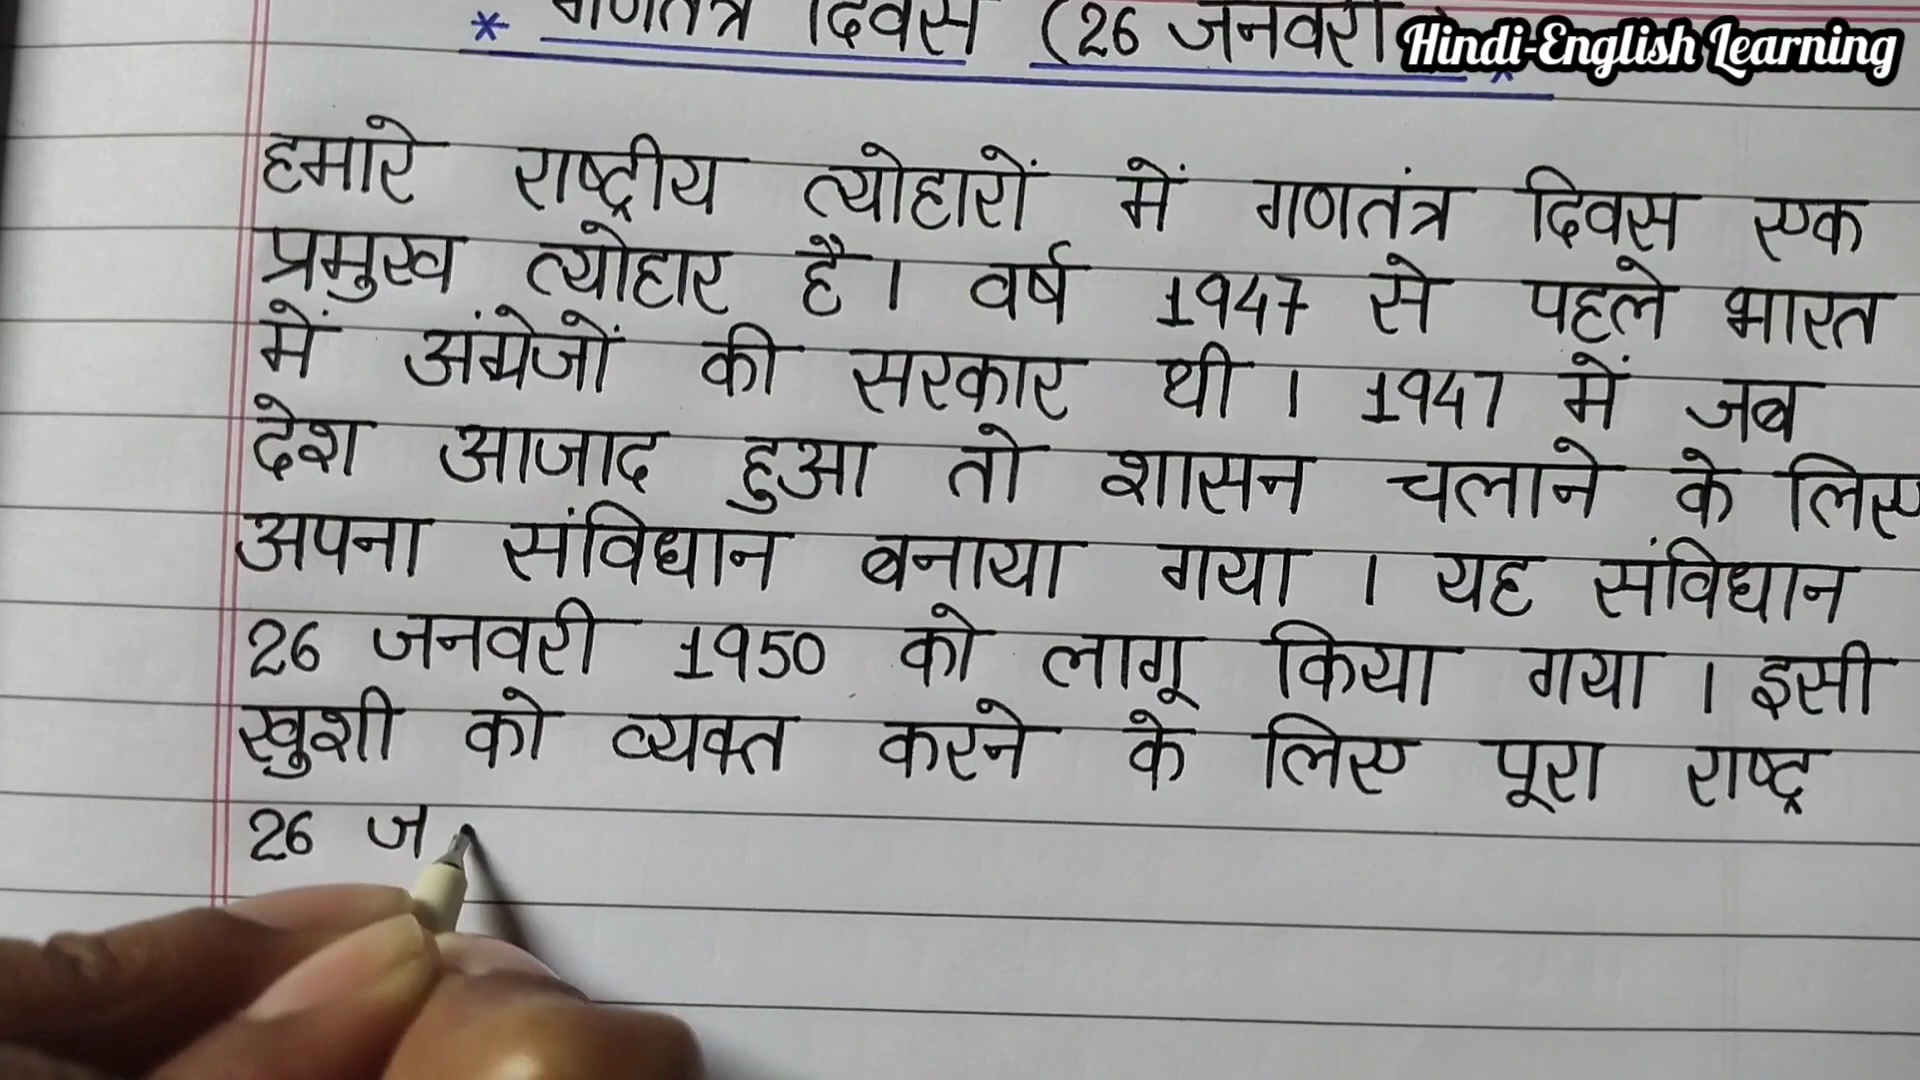 * गणतंत्र दिवस (26 जनवरी
Hindi-English Learning
हमारे राष्ट्रीय त्योहारों में गणतंत्र दिवस एक
प्रमुख त्योहार है। वर्ष 1947 से पहले भारत
में अंग्रेजों की सरकार थी। 1947 में जब
देश आजाद हुआ तो शासन चलाने के लिए
अपना संविधान बनाया गया। यह संविधान
26 जनवरी 1950 को लागू किया गया। इसी
खुशी को व्यक्त करने के लिए पूरा राष्ट्र
26 ज